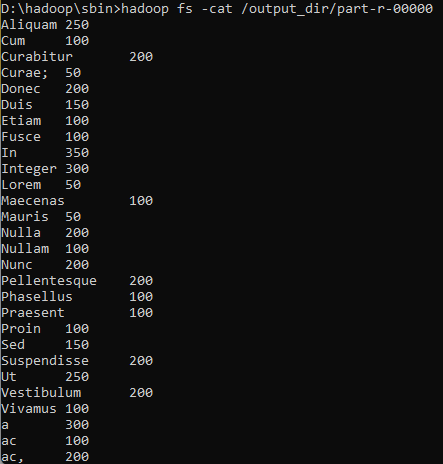 D:\hadoop\sbin>hadoop fs -cat /output_dir/part-r-00000
Aliquam 250
Cum     100
Curabitur       200
Curae;  50
Donec   200
Duis    150
Etiam   100
Fusce   100
In      350
Integer 300
Lorem   50
Maecenas        100
Mauris  50
Nulla   200
Nullam  100
Nunc    200
Pellentesque    200
Phasellus       100
Praesent        100
Proin   100
Sed     150
Suspendisse     200
Ut      250
Vestibulum      200
Vivamus 100
a       300
ac      100
ac,     200